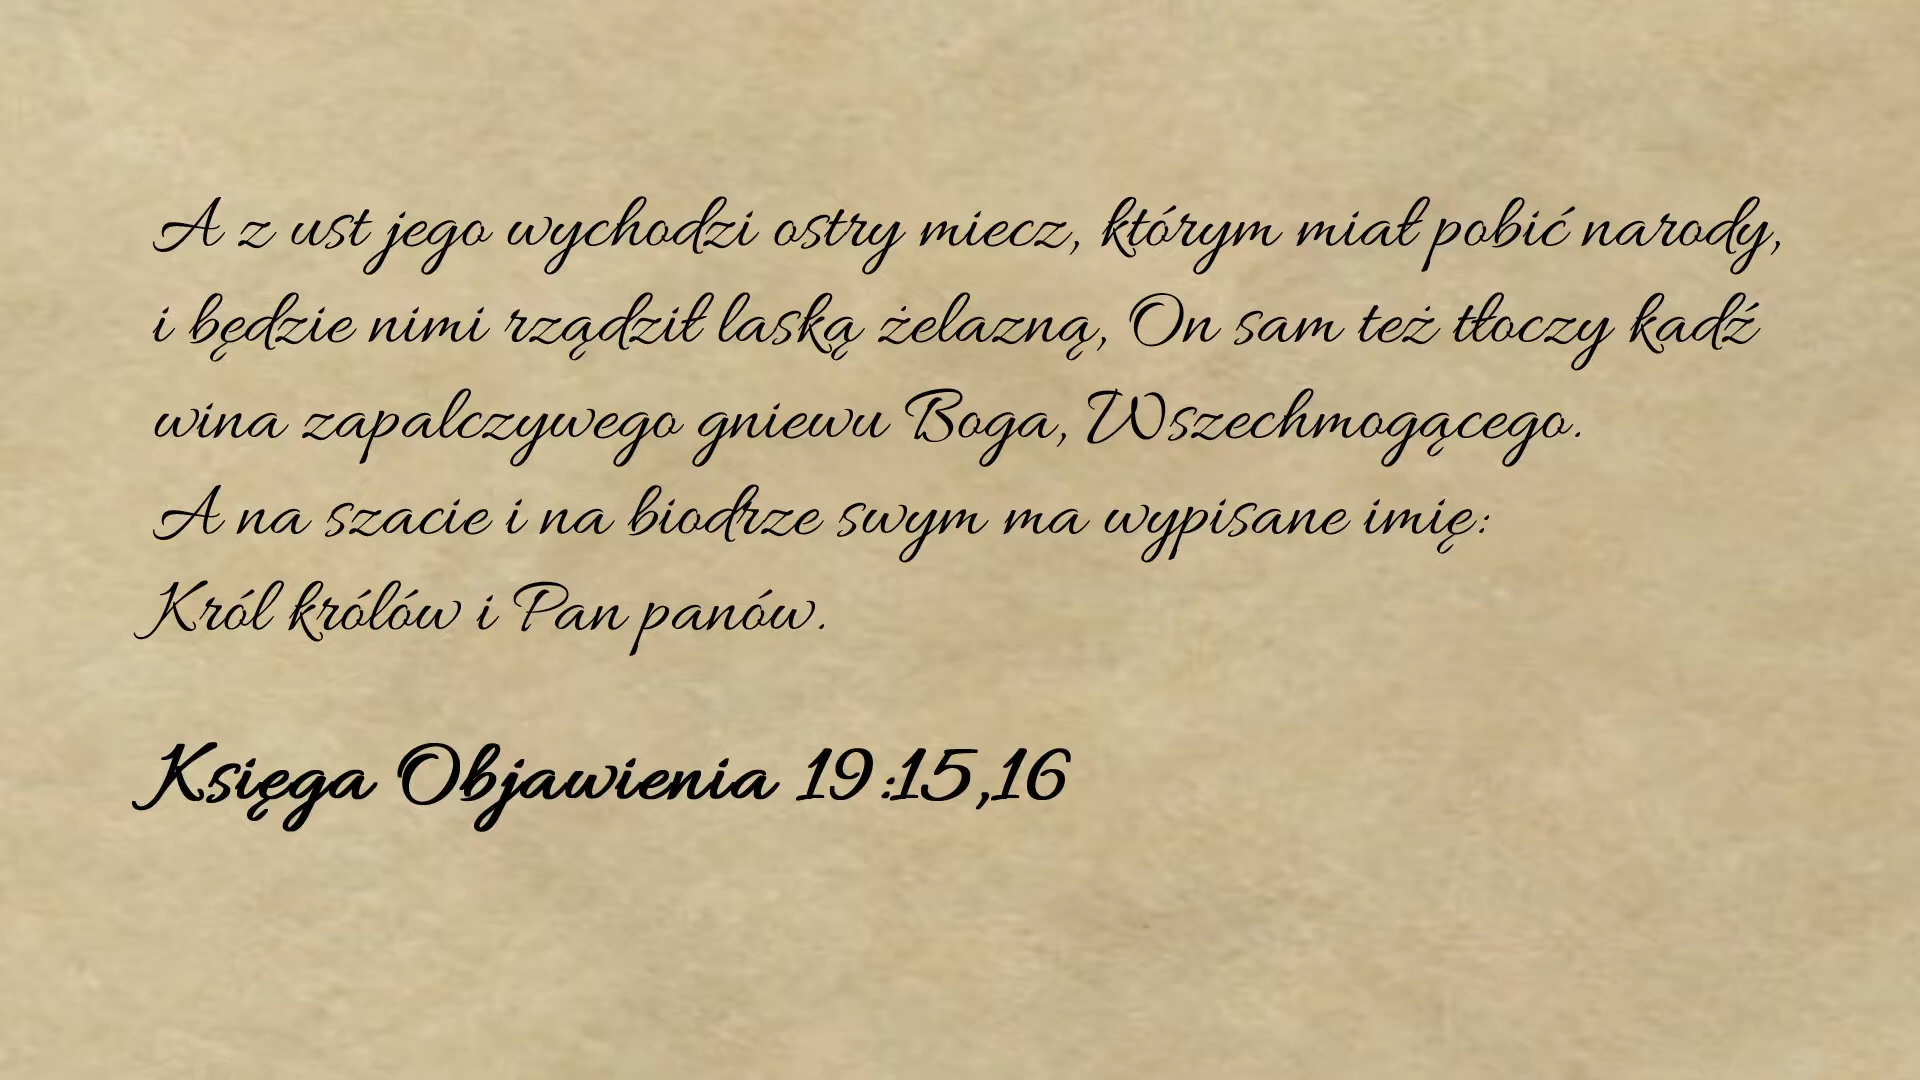 A z ust jego wychodzi ostry miecz, którym miał pobić narody,
i będzie nimi rządził laską żelazną, On sam też tłoczy kadź
wina zapalczywego gniewu Boga, Wszechmogącego.
A na szacie i na biodrze swym ma wypisane imię:
Król królów i Pan panów.
Księga Objawienia 19:15,16